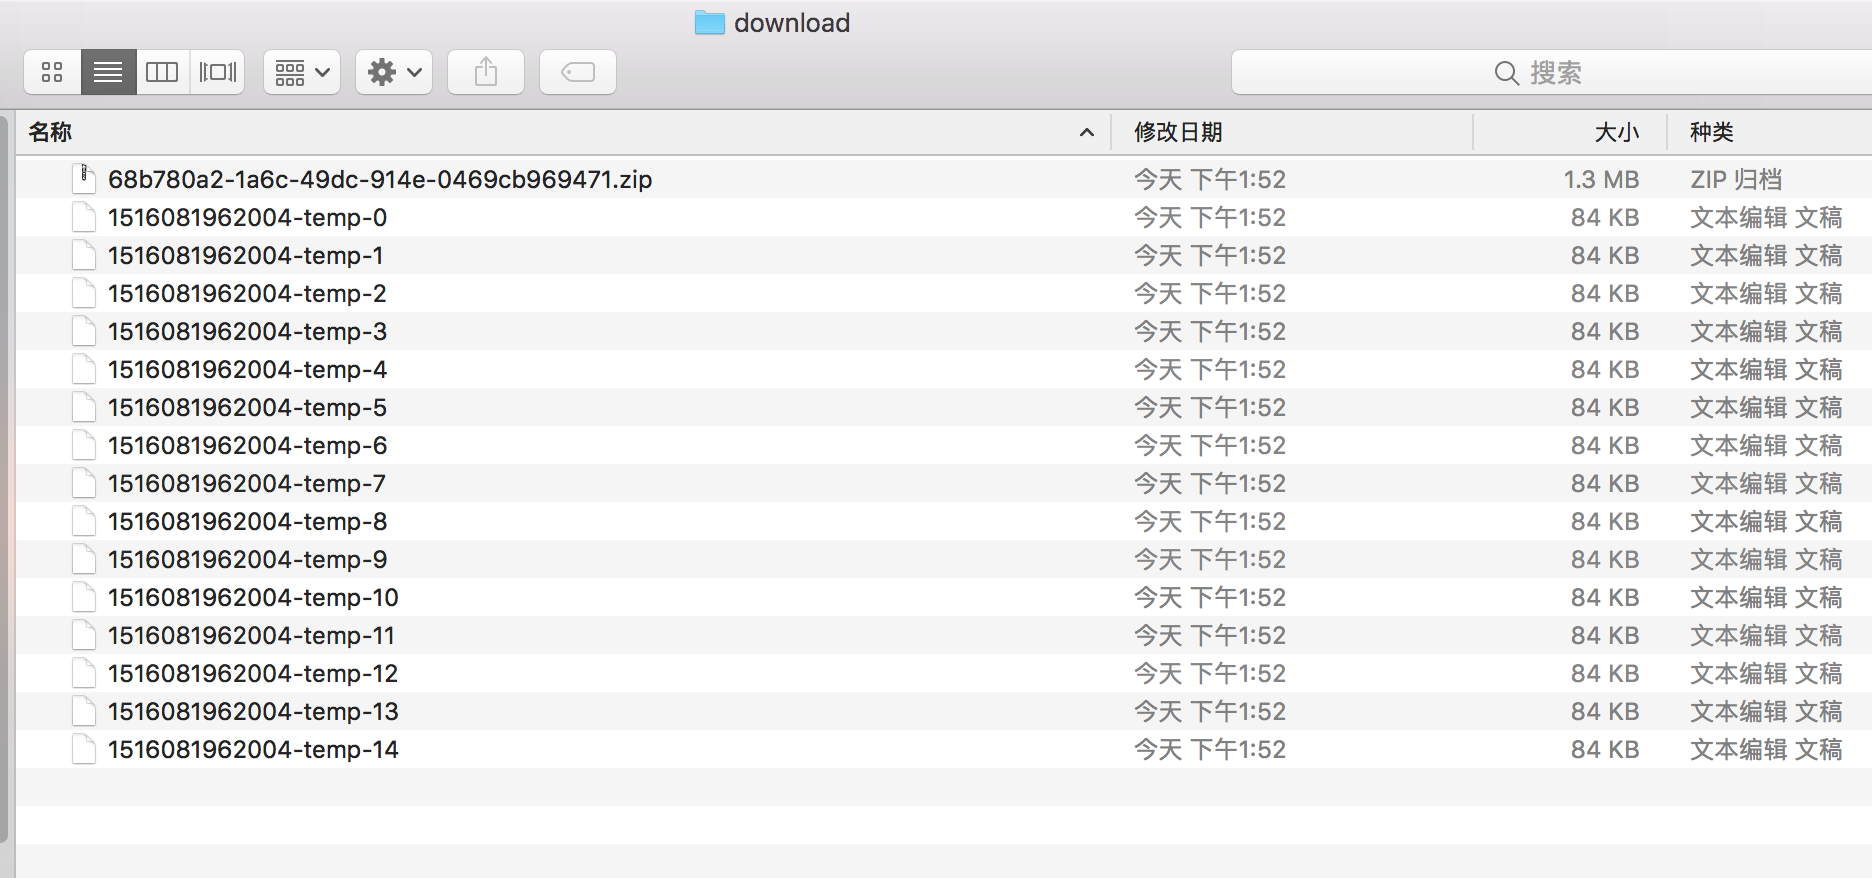 download
搜索
名称 修改日期 大小 种类
68b780a2-1a6c-49dc-914e-0469cb969471.zip 今天 下午1:52 1.3 MB ZIP 归档
1516081962004-temp-0 今天 下午1:52 84 KB 文本编辑 文稿
1516081962004-temp-1 今天 下午1:52 84 KB 文本编辑 文稿
1516081962004-temp-2 今天 下午1:52 84 KB 文本编辑 文稿
1516081962004-temp-3 今天 下午1:52 84 KB 文本编辑 文稿
1516081962004-temp-4 今天 下午1:52 84 KB 文本编辑 文稿
1516081962004-temp-5 今天 下午1:52 84 KB 文本编辑 文稿
1516081962004-temp-6 今天 下午1:52 84 KB 文本编辑 文稿
1516081962004-temp-7 今天 下午1:52 84 KB 文本编辑 文稿
1516081962004-temp-8 今天 下午1:52 84 KB 文本编辑 文稿
1516081962004-temp-9 今天 下午1:52 84 KB 文本编辑 文稿
1516081962004-temp-10 今天 下午1:52 84 KB 文本编辑 文稿
1516081962004-temp-11 今天 下午1:52 84 KB 文本编辑 文稿
1516081962004-temp-12 今天 下午1:52 84 KB 文本编辑 文稿
1516081962004-temp-13 今天 下午1:52 84 KB 文本编辑 文稿
1516081962004-temp-14 今天 下午1:52 84 KB 文本编辑 文稿